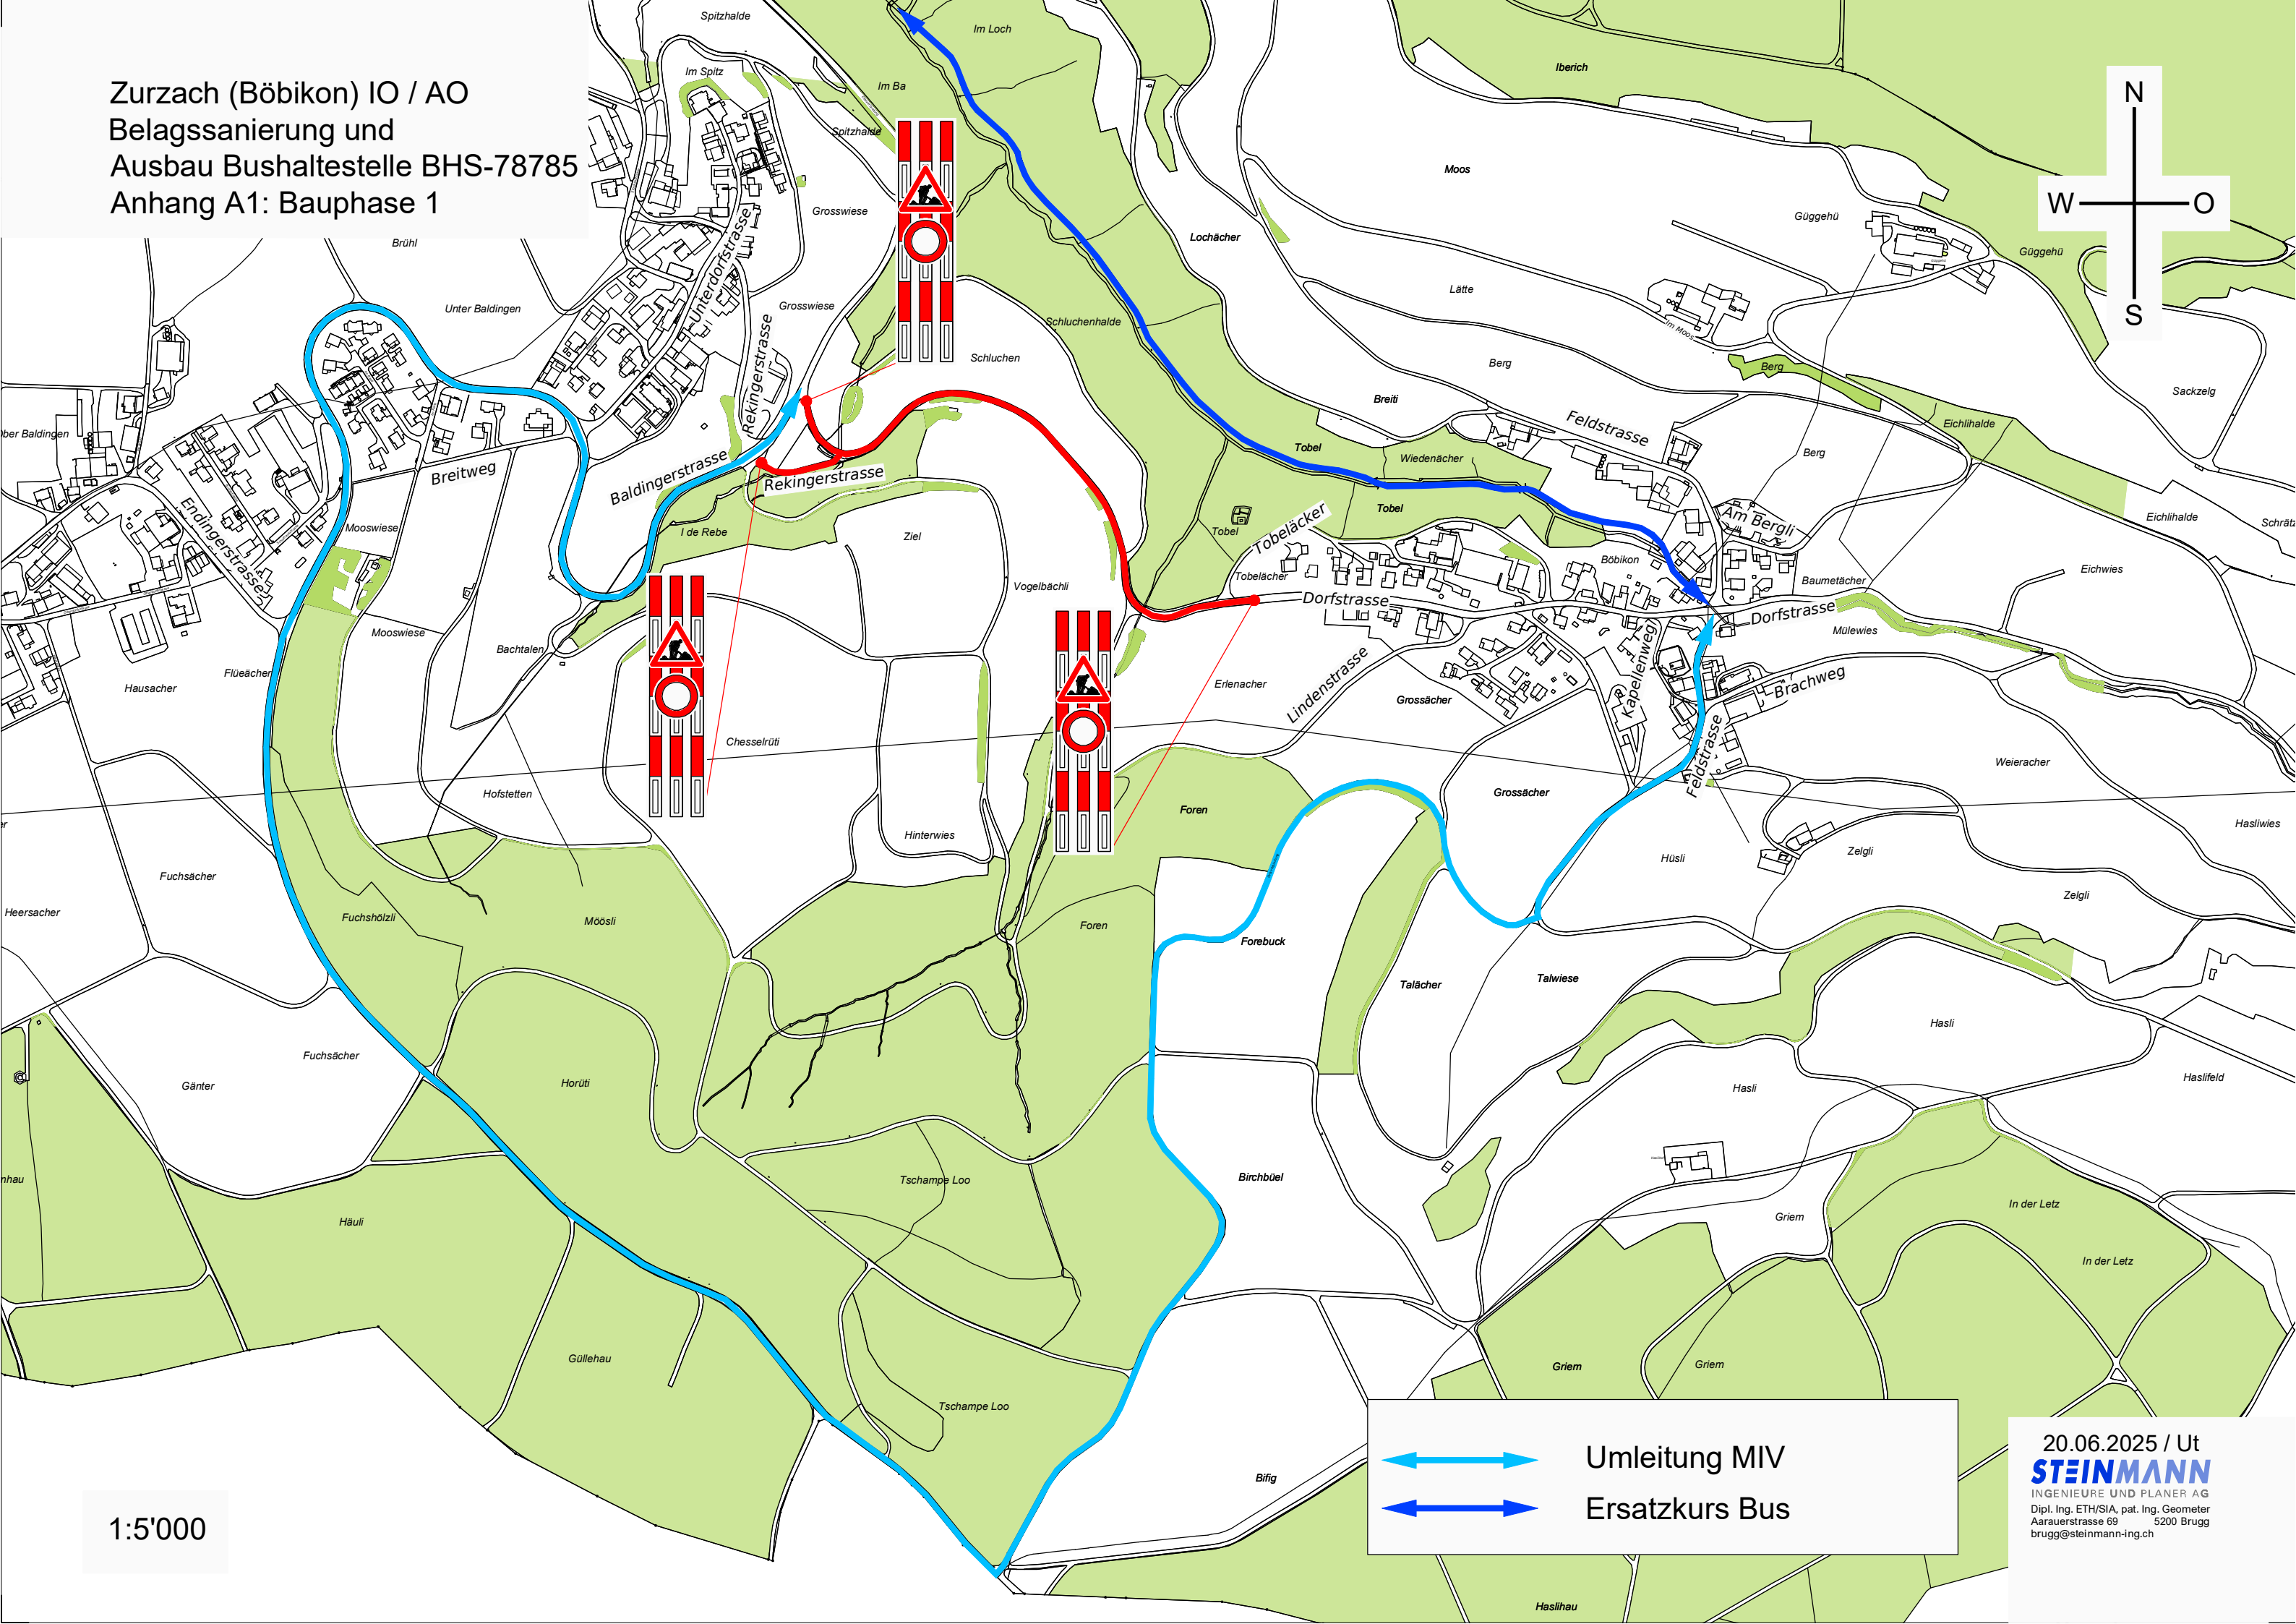 Zurzach (Böbikon) IO / AO
Belagssanierung und
Ausbau Bushaltestelle BHS-78785
Anhang A1: Bauphase 1
N
W
O
S
Spitzhalde
Im Loch
Im Spitz
Im Ba
Iberich
Spitzhalde
Moos
Grosswiese
Güggehü
Brühl
Lochächer
Güggehü
Unterdorfstrasse
Unter Baldingen
Grosswiese
Lätte
Schluchenhalde
Im Moos
Rekingerstrasse
Schluchen
Berg
Berg
Sackzelg
Breiti
Feldstrasse
Eichlihalde
Tobel
Wiedenächer
Berg
Breitweg
Baldingerstrasse
Rekingerstrasse
Endingerstrasse
Mooswiese
I de Rebe
Ziel
Tobel
Tobel
Tobeläcker
Am Bergli
Eichlihalde
Vogelbächli
Tobelächer
Böbikon
Baumetächer
Eichwies
Dorfstrasse
Dorfstrasse
Mooswiese
Mülewies
Bachtalen
Flüeächer
Hausacher
Erlenacher
Lindenstrasse
Grossächer
Kapellenweg
Brachweg
Feldstrasse
Chesselrüti
Weieracher
Hofstetten
Foren
Grossächer
Hinterwies
Hasliwies
Hüsli
Zelgli
Fuchsächer
Zelgli
Heersacher
Fuchshölzli
Möösli
Foren
Forebuck
Talächer
Talwiese
Hasli
Fuchsächer
Gänter
Horüti
Hasli
Haslifeld
Tschampe Loo
Birchbüel
In der Letz
Häuli
Griem
In der Letz
Güllehau
Griem
Griem
Tschampe Loo
Bifig
Haslihau
Umleitung MIV
Ersatzkurs Bus
1:5'000
20.06.2025 / Ut
STEINMANN
INGENIEURE UND PLANER AG
Dipl. Ing. ETH/SIA, pat. Ing. Geometer
Aarauerstrasse 69 5200 Brugg
brugg@steinmann-ing.ch